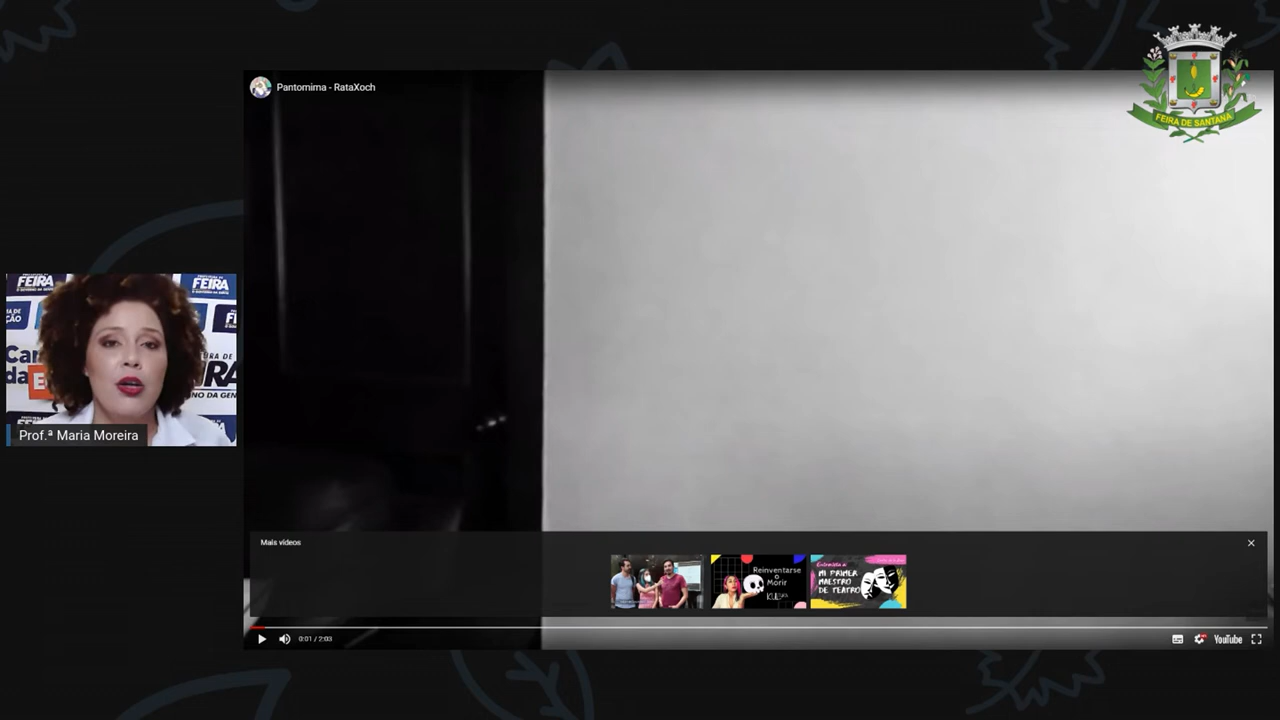 Pantomima - RataXoch
FEIRA DE SANTANA
FEIRA
FEIRA
Prof.ª Maria Moreira
Mais vídeos
Reinventarse
o
Morir
Entrevista a:
MI PRIMER
MAESTRO
DE TEATRO
0:01 / 2:03
YouTube